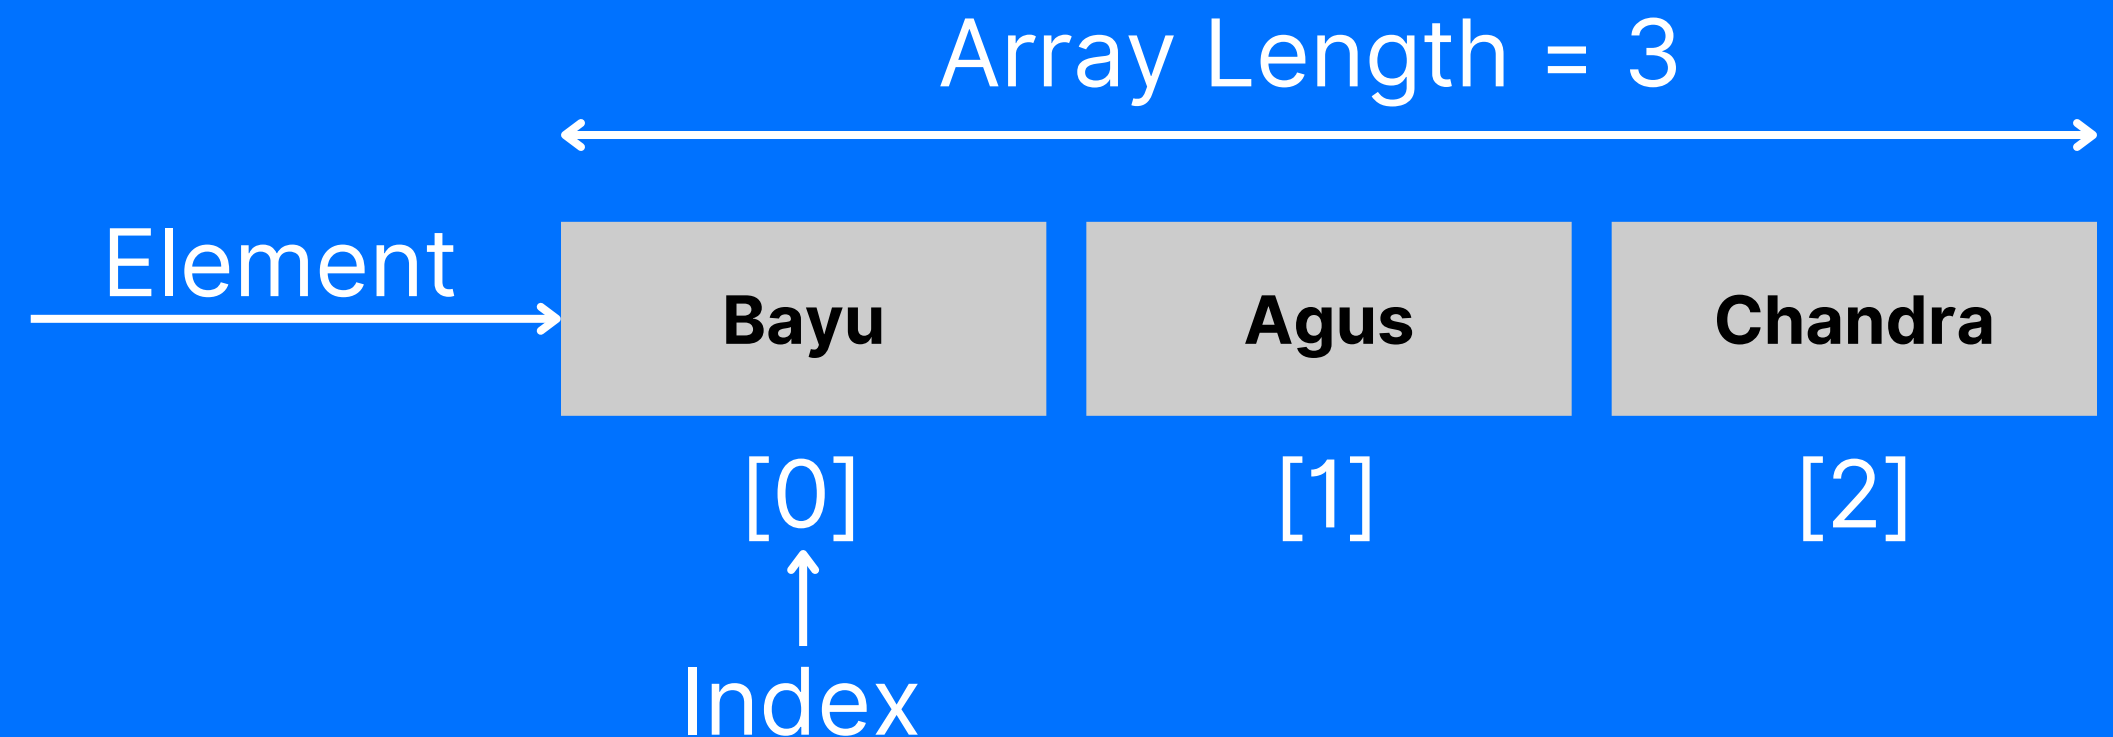 Array Length = 3
Element
Bayu Agus Chandra
[0] [1] [2]
Index